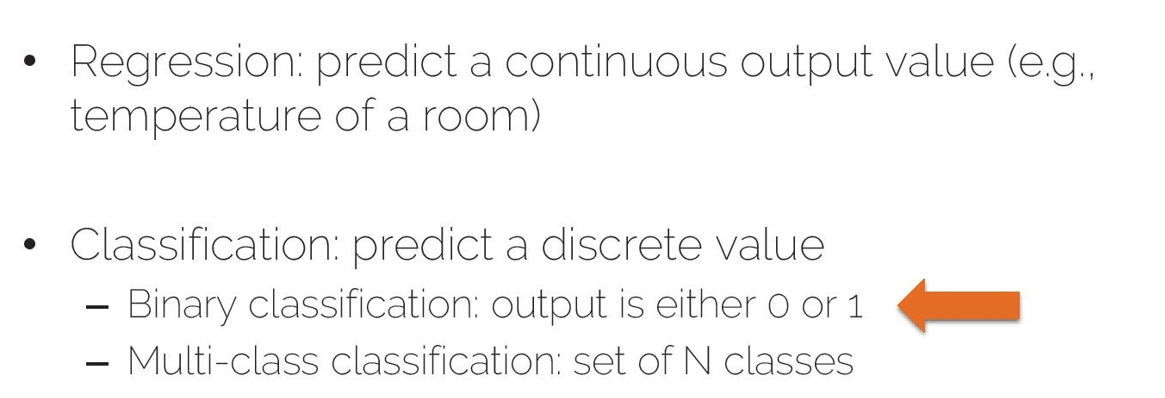 • Regression: predict a continuous output value (e.g.,
temperature of a room)
• Classification: predict a discrete value
– Binary classification: output is either 0 or 1
– Multi-class classification: set of N classes